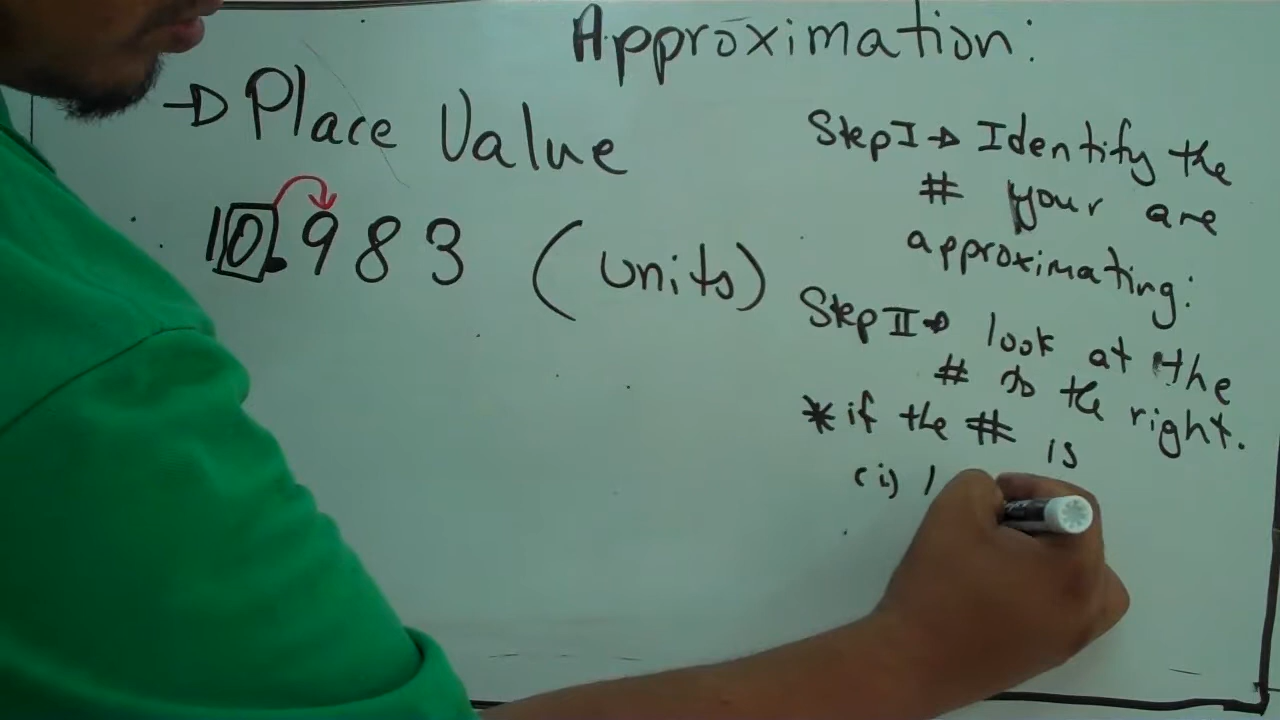 Approximation:
→ Place Value
10.983 (units)
Step I → Identify the
# your are
approximating:
Step II → look at the
# to the right.
* if the # is
(i)